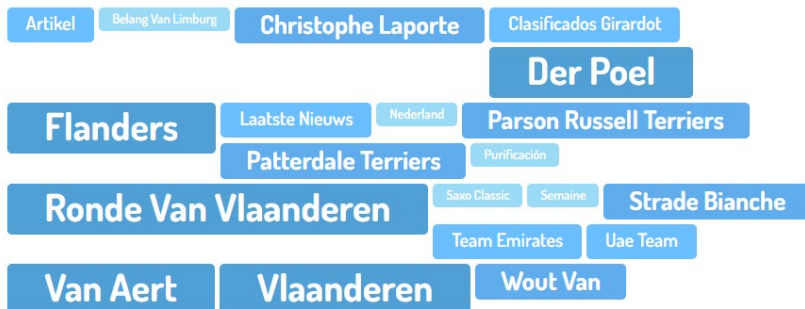 Artikel Belang Van Limburg Christophe Laporte Clasificados Girardot
Der Poel
Flanders Laatste Nieuws Nederland Parson Russell Terriers
Patterdale Terriers Purificación
Ronde Van Vlaanderen Saxo Classic Semaine Strade Bianche
Team Emirates Uae Team
Van Aert Vlaanderen Wout Van